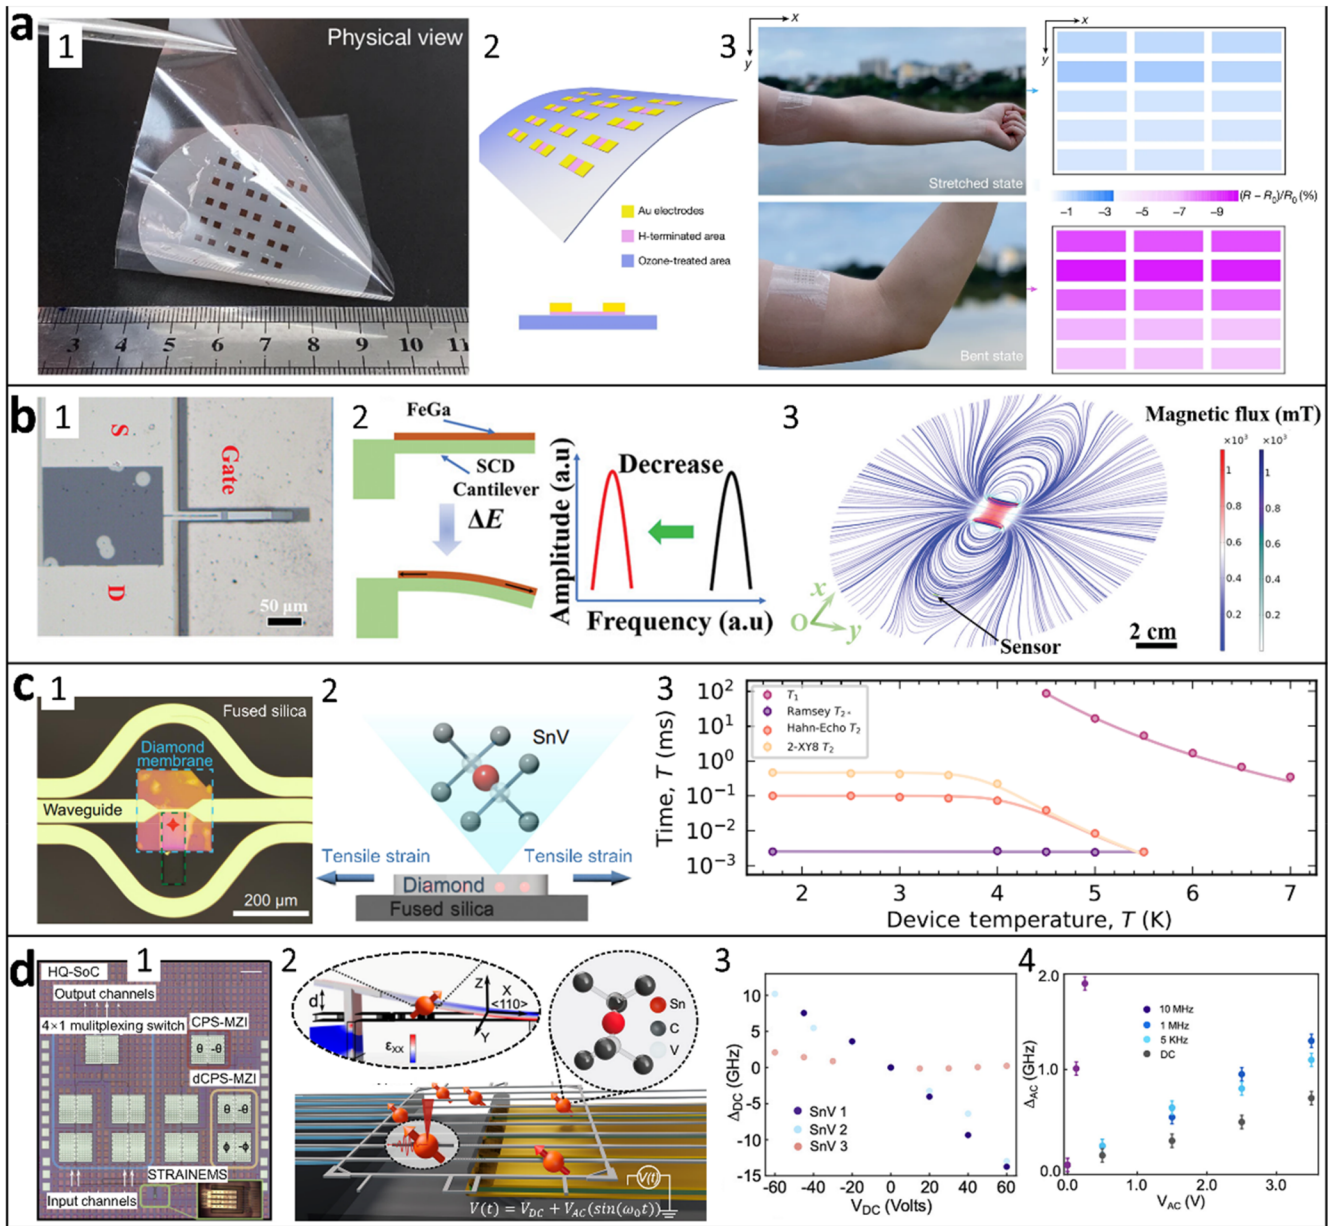 a
1
Physical view
3 4 5 6 7 8 9 10 11
2
Au electrodes
H-terminated area
Ozone-treated area
3
x
y
Stretched state
Bent state
x
y
(R − R0)/R0 (%)
−1 −3 −5 −7 −9
b
1
S
Gate
D
50 μm
2
FeGa
SCD
Cantilever
ΔE
Amplitude (a.u)
Decrease
Frequency (a.u)
3
Magnetic flux (mT)
×10³ ×10³
1 1
0.8 0.8
0.6 0.6
0.4 0.4
0.2 0.2
x
O
y
Sensor
2 cm
c
1
Fused silica
Diamond
membrane
Waveguide
200 μm
2
SnV
Tensile strain
Tensile strain
Diamond
Fused silica
3
T1
Ramsey T2*
Hahn-Echo T2
2-XY8 T2
Time, T (ms)
10²
10¹
10⁰
10⁻¹
10⁻²
10⁻³
2 3 4 5 6 7
Device temperature, T (K)
d
1
HQ-SoC
Output channels
4×1 mulitplexing switch
CPS-MZI
θ -θ
dCPS-MZI
θ -θ
ϕ -ϕ
STRAINEMS
Input channels
2
d
Z
X
<110>
Y
εXX
Sn
C
V
V(t)
V(t) = VDC + VAC(sin(ω0t))
3
ΔDC (GHz)
10
5
0
-5
-10
-15
SnV 1
SnV 2
SnV 3
-60 -40 -20 0 20 40 60
VDC (Volts)
4
ΔAC (GHz)
2.0
1.0
0.0
10 MHz
1 MHz
5 KHz
DC
0.0 1.0 2.0 3.0
VAC (V)